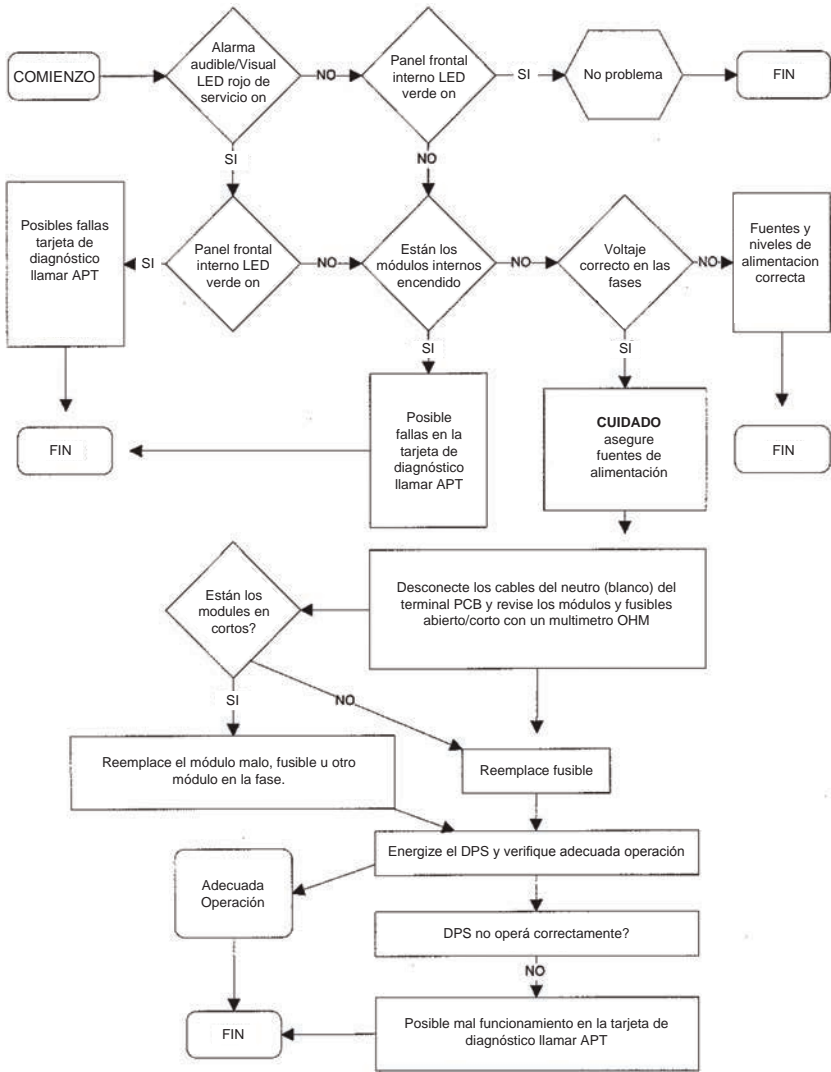 COMIENZO
Alarma
audible/Visual
LED rojo de
servicio on
NO
Panel frontal
interno LED
verde on
SI
No problema
FIN
SI
NO
Posibles fallas
tarjeta de
diagnóstico
llamar APT
SI
Panel frontal
interno LED
verde on
NO
Están los
módulos internos
encendido
NO
Voltaje
correcto en las
fases
NO
Fuentes y
niveles de
alimentacion
correcta
SI
SI
FIN
Posible
fallas en la
tarjeta de
diagnóstico
llamar APT
CUIDADO
asegure
fuentes de
alimentación
FIN
Están los
modules en
cortos?
Desconecte los cables del neutro (blanco) del
terminal PCB y revise los módulos y fusibles
abierto/corto con un multimetro OHM
SI
NO
Reemplace el módulo malo, fusible u otro
módulo en la fase.
Reemplace fusible
Energize el DPS y verifique adecuada operación
Adecuada
Operación
DPS no operá correctamente?
NO
Posible mal funcionamiento en la tarjeta de
diagnóstico llamar APT
FIN